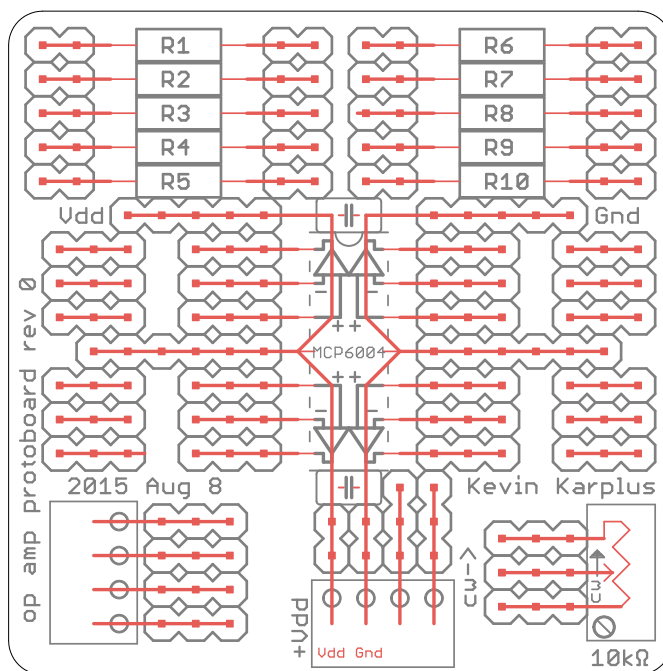 R1
R6
R2
R7
R3
R8
R4
R9
R5
R10
Vdd
Gnd
++
MCP6004
++
op amp protoboard rev 0
2015 Aug 8
Kevin Karplus
+Vdd
Vdd Gnd
cw->
cw
10kΩ